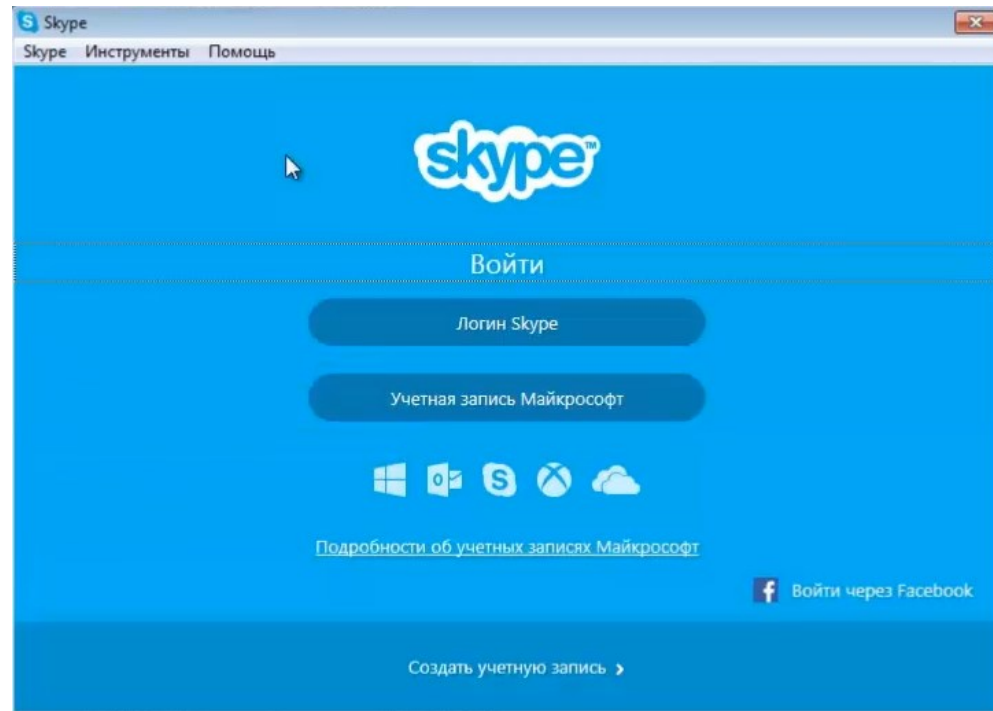 Skype
Skype Инструменты Помощь
skype™
Войти
Логин Skype
Учетная запись Майкрософт
Подробности об учетных записях Майкрософт
Войти через Facebook
Создать учетную запись